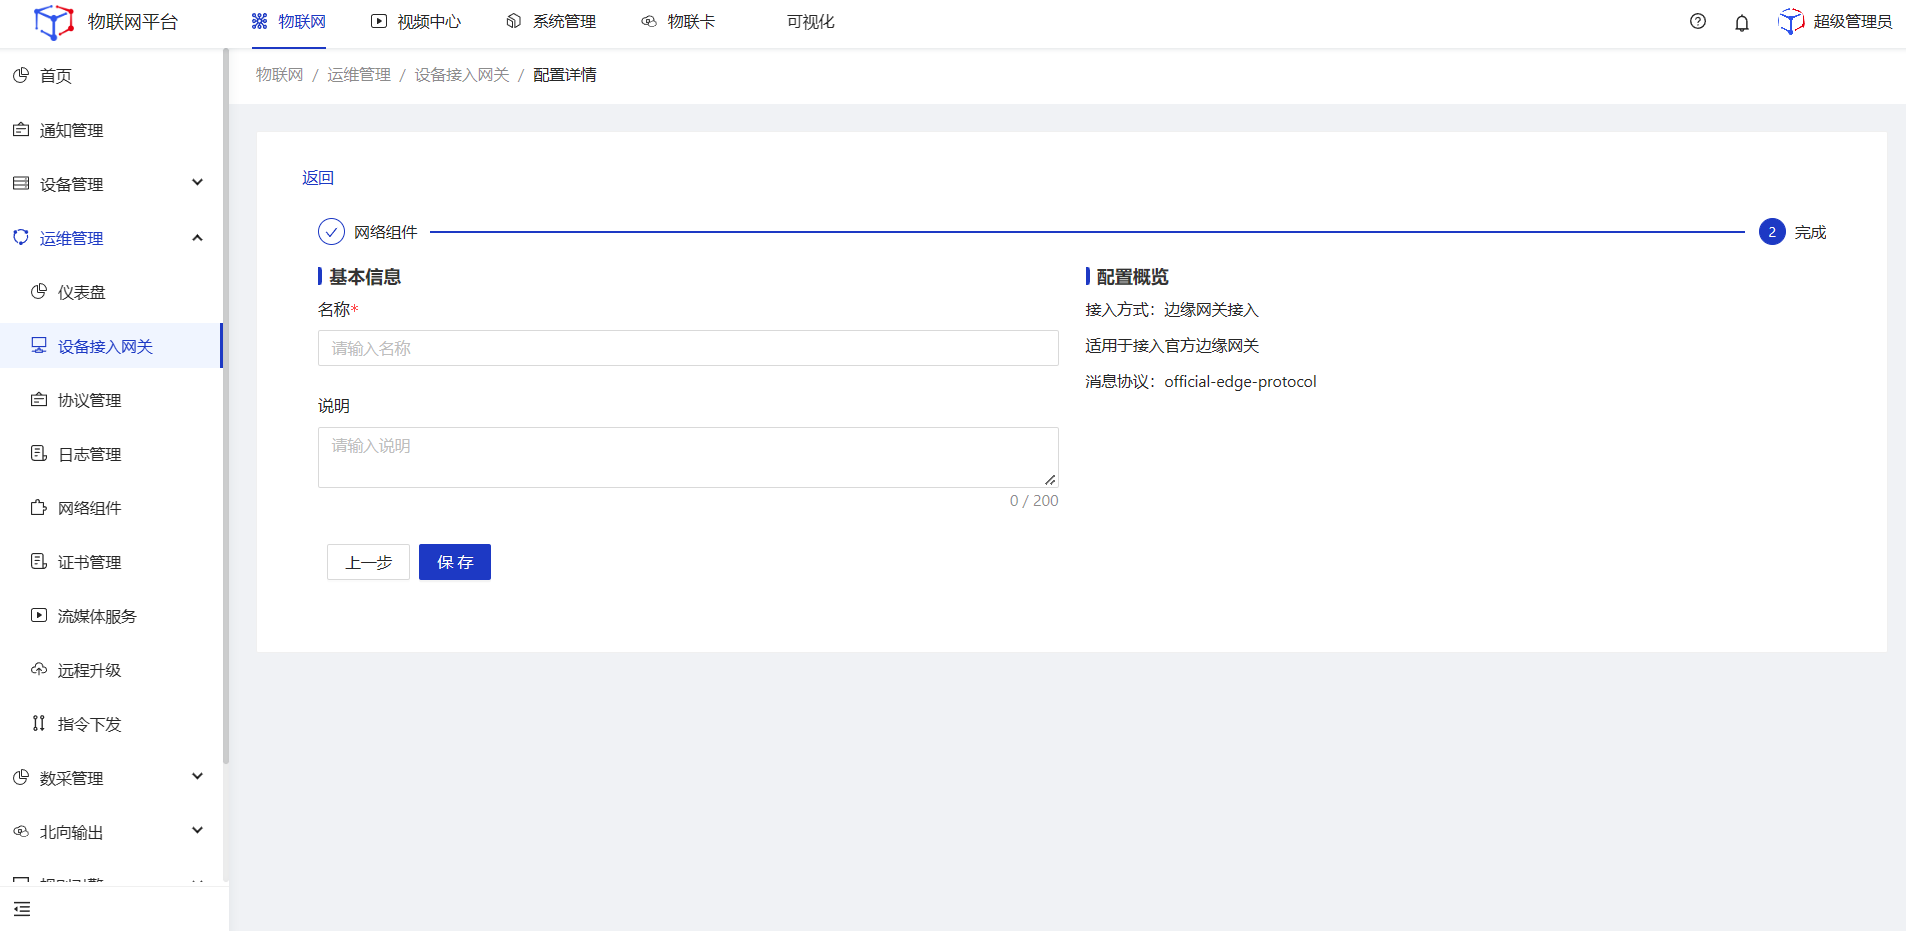 物联网平台
物联网
视频中心
系统管理
物联卡
可视化
超级管理员
首页
通知管理
设备管理
运维管理
仪表盘
设备接入网关
协议管理
日志管理
网络组件
证书管理
流媒体服务
远程升级
指令下发
数采管理
北向输出
物联网 / 运维管理 / 设备接入网关 / 配置详情
返回
网络组件
2 完成
基本信息
名称*
请输入名称
说明
请输入说明
0 / 200
上一步
保存
配置概览
接入方式：边缘网关接入
适用于接入官方边缘网关
消息协议：official-edge-protocol